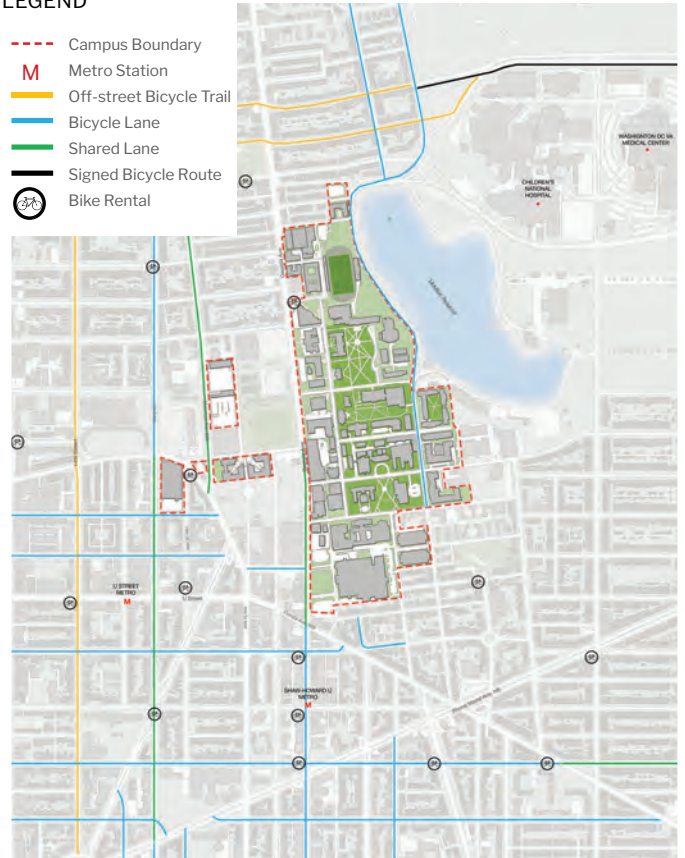 LEGEND
Campus Boundary
M Metro Station
Off-street Bicycle Trail
Bicycle Lane
Shared Lane
Signed Bicycle Route
Bike Rental
WASHINGTON DC VA
MEDICAL CENTER
CHILDREN'S
NATIONAL
HOSPITAL
U STREET
METRO
M
U Street
SHAW-HOWARD U
METRO
M